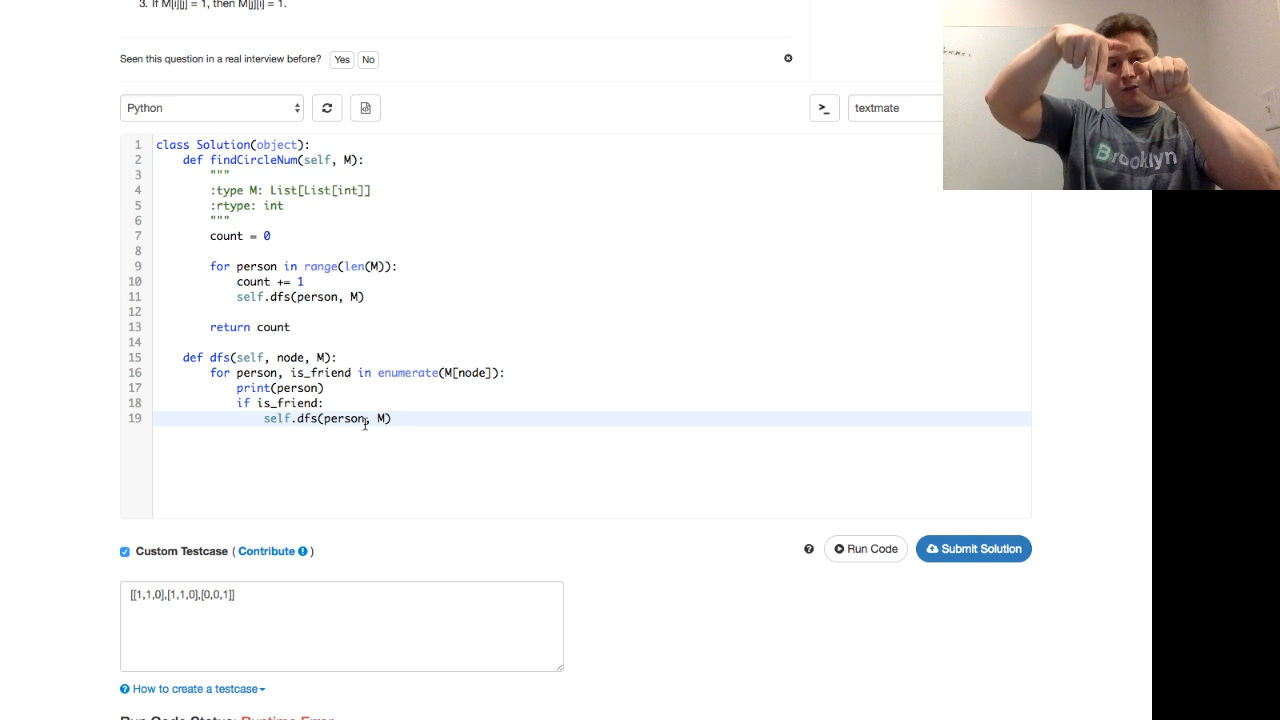 3. If M[i][j] = 1, then M[j][i] = 1.
Seen this question in a real interview before? Yes No
Python
>_ textmate
1 class Solution(object):
2 def findCircleNum(self, M):
3 """
4 :type M: List[List[int]]
5 :rtype: int
6 """
7 count = 0
8
9 for person in range(len(M)):
10 count += 1
11 self.dfs(person, M)
12
13 return count
14
15 def dfs(self, node, M):
16 for person, is_friend in enumerate(M[node]):
17 print(person)
18 if is_friend:
19 self.dfs(person, M)
Custom Testcase ( Contribute )
Run Code Submit Solution
[[1,1,0],[1,1,0],[0,0,1]]
How to create a testcase
Run Code Status: Runtime Error
Brooklyn